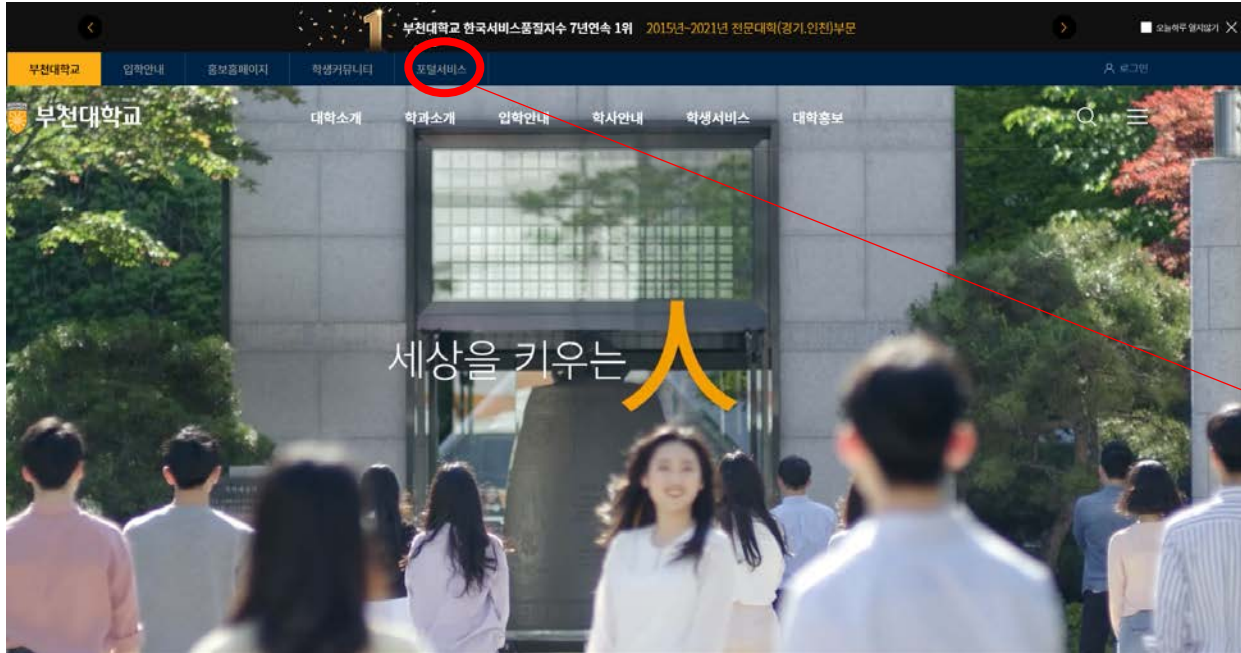 1 부천대학교 한국서비스품질지수 7년연속 1위 2015년~2021년 전문대학(경기.인천)부문 오늘하루 열지않기 X
부천대학교 입학안내 홍보홈페이지 학생커뮤니티 포털서비스 로그인
부천대학교 대학소개 학과소개 입학안내 학사안내 학생서비스 대학홍보
세상을 키우는 人